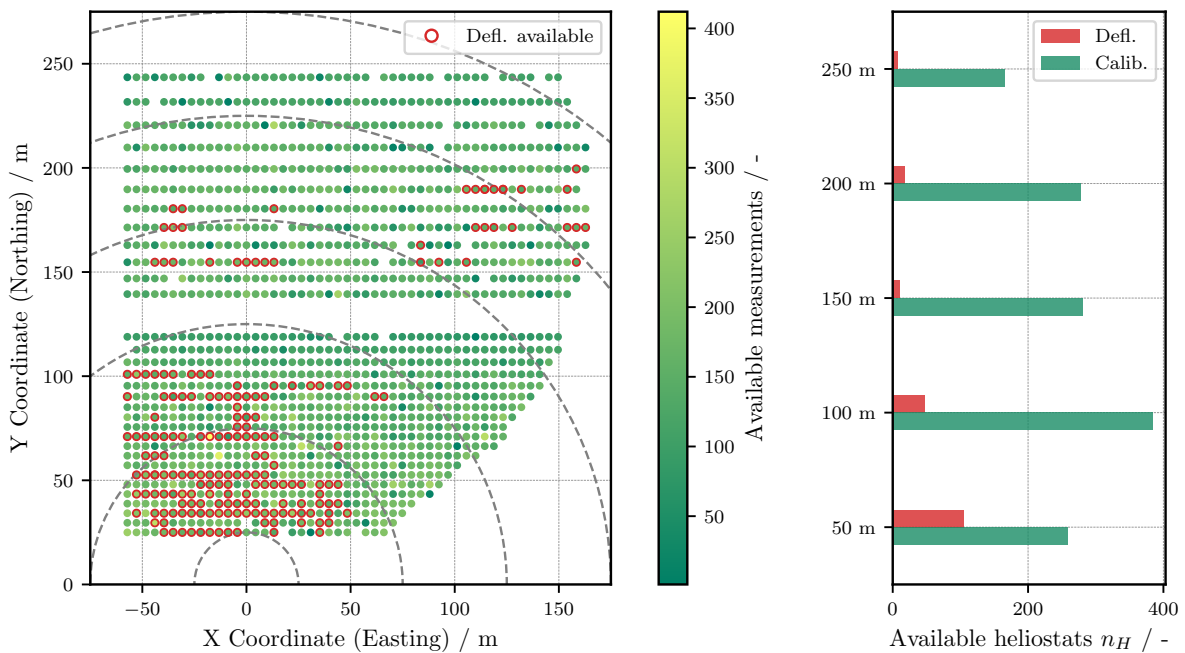 Defl. available
Y Coordinate (Northing) / m
250
200
150
100
50
0
−50
0
50
100
150
X Coordinate (Easting) / m
400
350
300
250
200
150
100
50
Available measurements / -
Defl.
Calib.
250 m
200 m
150 m
100 m
50 m
0
200
400
Available heliostats n_H / -